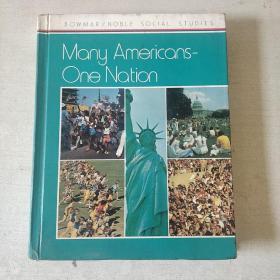 BOWMAR/NOBLE SOCIAL STUDIES
Many Americans-
One Nation